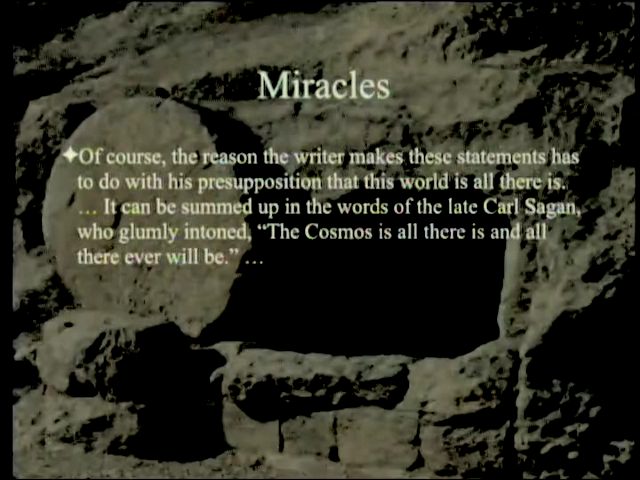 Miracles
✦Of course, the reason the writer makes these statements has
to do with his presupposition that this world is all there is.
… It can be summed up in the words of the late Carl Sagan,
who glumly intoned, “The Cosmos is all there is and all
there ever will be.” …